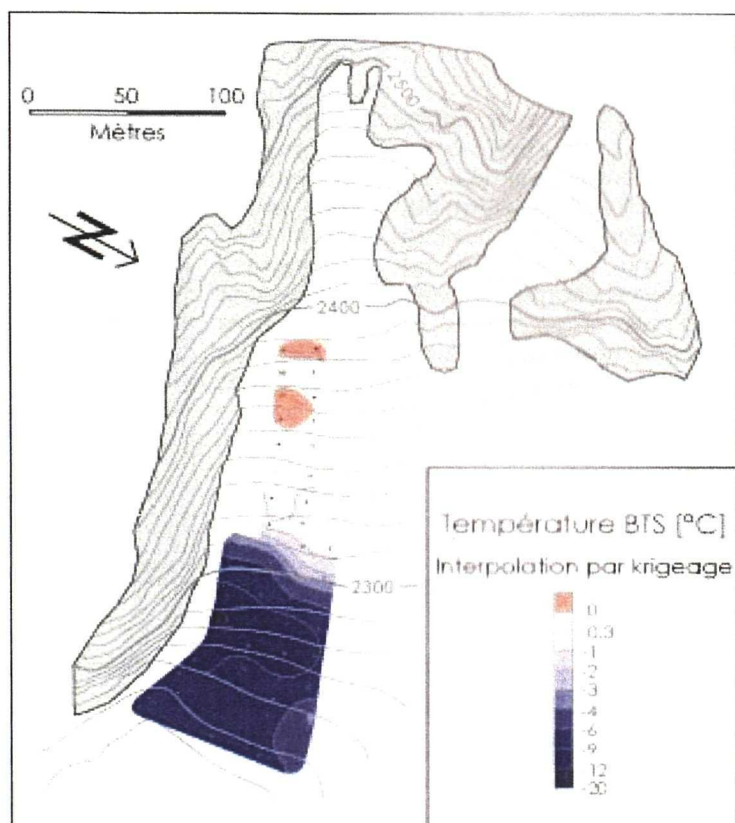 0 50 100
Mètres
N
2500
2400
2300
Température BTS [°C]
Interpolation par krigeage
0
0.3
-1
-2
-3
-4
-6
-9
-12
-20